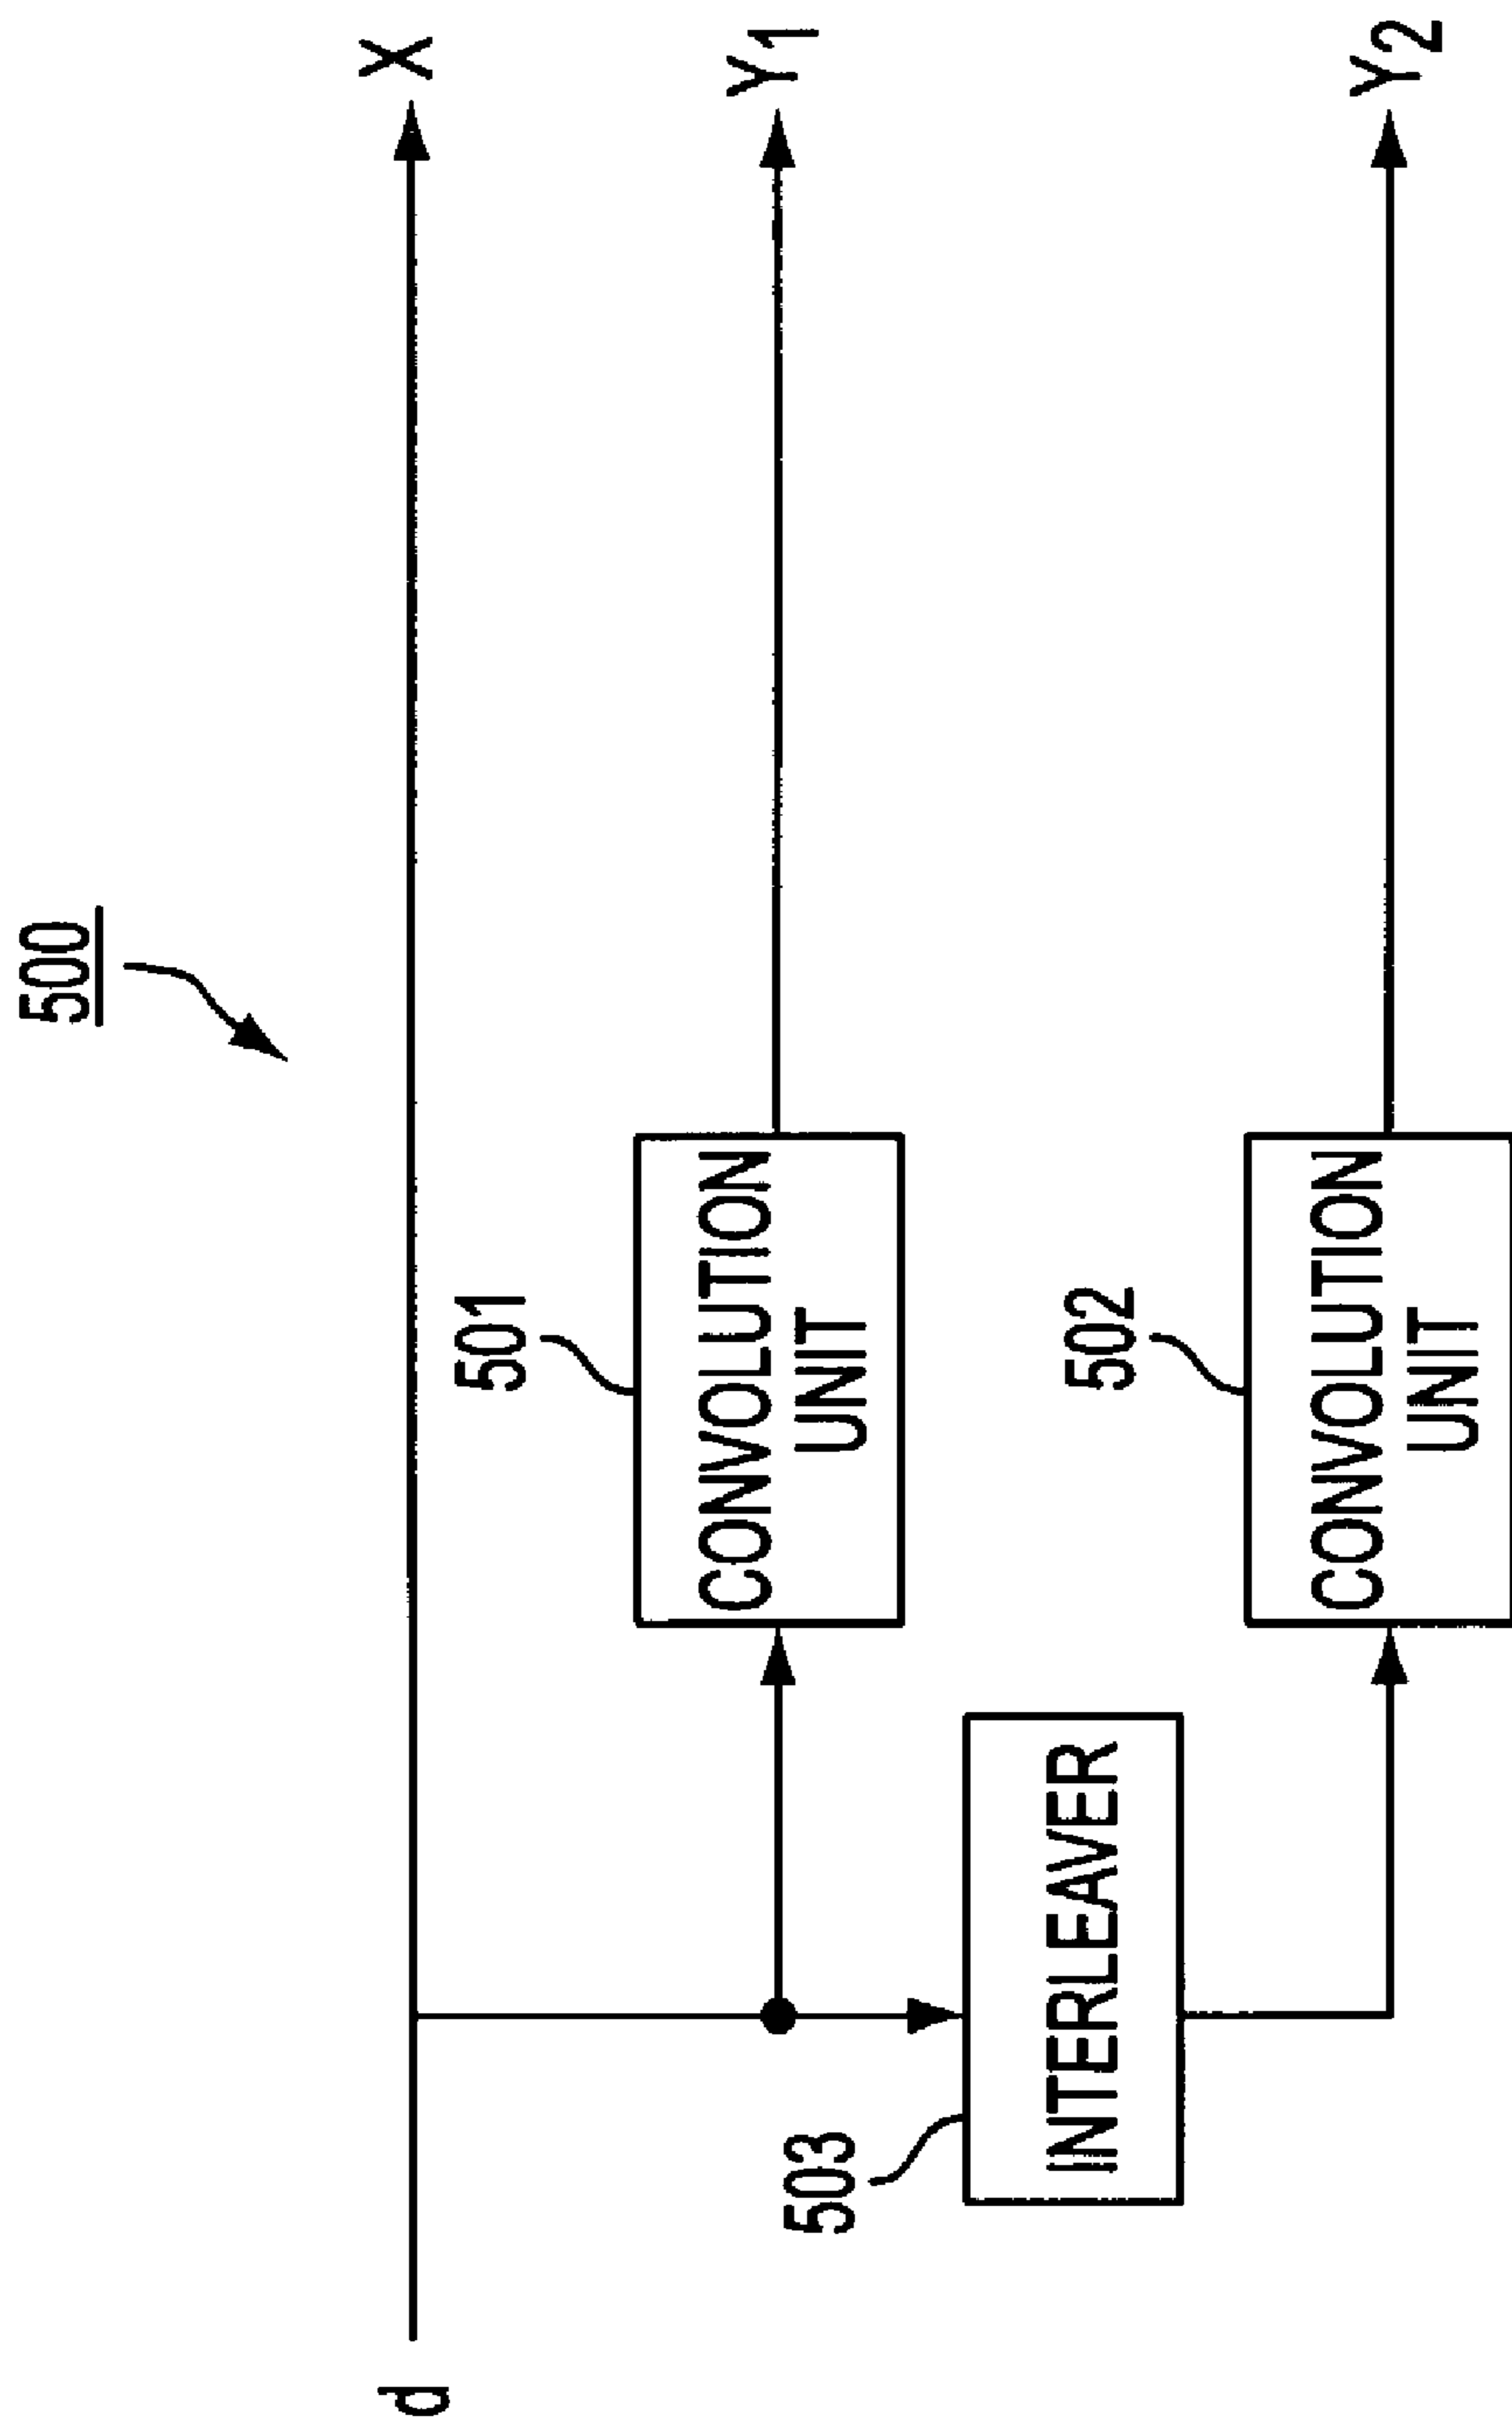 500
d
X
501
CONVOLUTION
UNIT
Y1
503
INTERLEAVER
502
CONVOLUTION
UNIT
Y2